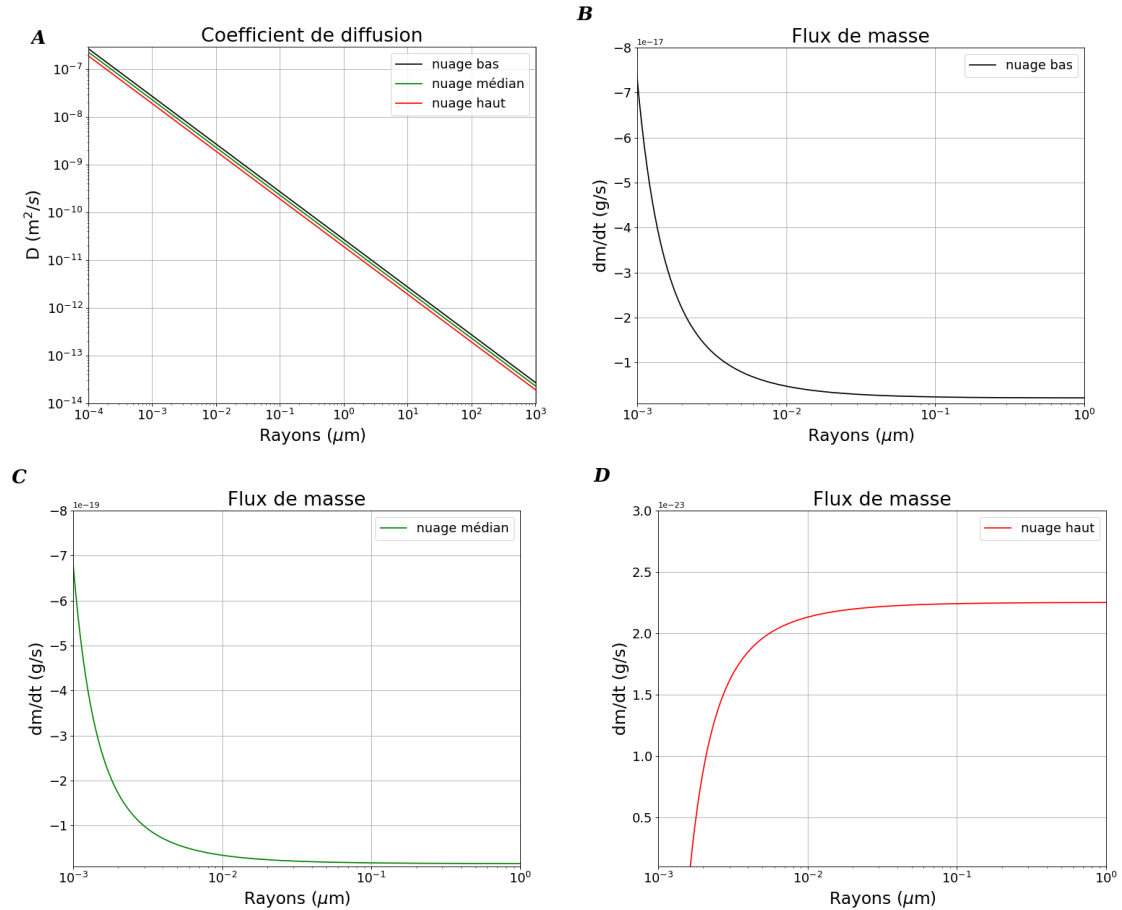 A
Coefficient de diffusion
nuage bas
nuage médian
nuage haut
D (m²/s)
10⁻⁷
10⁻⁸
10⁻⁹
10⁻¹⁰
10⁻¹¹
10⁻¹²
10⁻¹³
10⁻¹⁴
10⁻⁴ 10⁻³ 10⁻² 10⁻¹ 10⁰ 10¹ 10² 10³
Rayons (μm)
B
Flux de masse
1e−17
nuage bas
dm/dt (g/s)
−8
−7
−6
−5
−4
−3
−2
−1
10⁻³ 10⁻² 10⁻¹ 10⁰
Rayons (μm)
C
Flux de masse
1e−19
nuage médian
dm/dt (g/s)
−8
−7
−6
−5
−4
−2
−1
10⁻³ 10⁻² 10⁻¹ 10⁰
Rayons (μm)
D
Flux de masse
1e−23
nuage haut
dm/dt (g/s)
3.0
2.5
2.0
1.5
1.0
0.5
10⁻³ 10⁻² 10⁻¹ 10⁰
Rayons (μm)